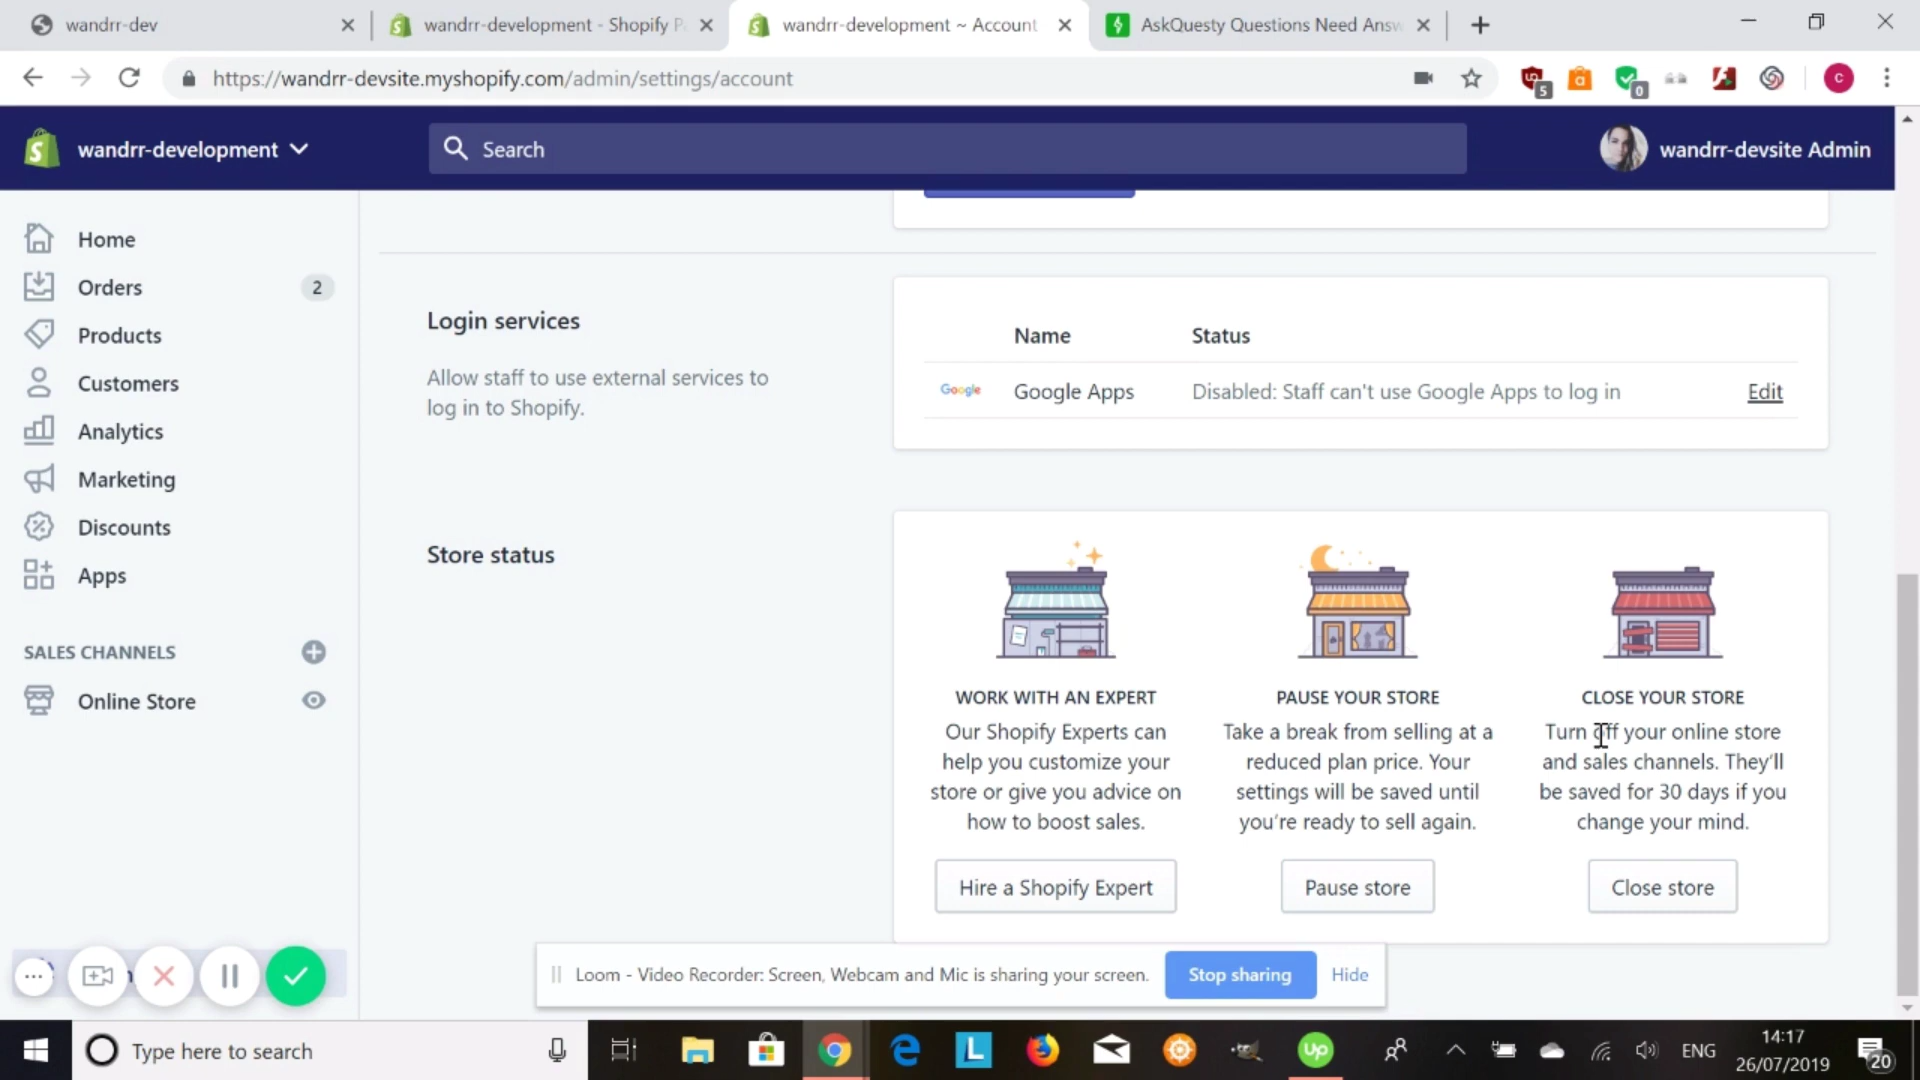 wandrr-dev
wandrr-development - Shopify P
wandrr-development ~ Account
AskQuesty Questions Need Answ
https://wandrr-devsite.myshopify.com/admin/settings/account
5
0
c
wandrr-development
Search
wandrr-devsite Admin
Home
Orders
2
Products
Customers
Analytics
Marketing
Discounts
Apps
SALES CHANNELS
Online Store
Login services
Allow staff to use external services to
log in to Shopify.
Name
Status
Google
Google Apps
Disabled: Staff can't use Google Apps to log in
Edit
Store status
WORK WITH AN EXPERT
Our Shopify Experts can
help you customize your
store or give you advice on
how to boost sales.
Hire a Shopify Expert
PAUSE YOUR STORE
Take a break from selling at a
reduced plan price. Your
settings will be saved until
you're ready to sell again.
Pause store
CLOSE YOUR STORE
Turn off your online store
and sales channels. They'll
be saved for 30 days if you
change your mind.
Close store
Loom - Video Recorder: Screen, Webcam and Mic is sharing your screen.
Stop sharing
Hide
Type here to search
L
Up
ENG
14:17
26/07/2019
20